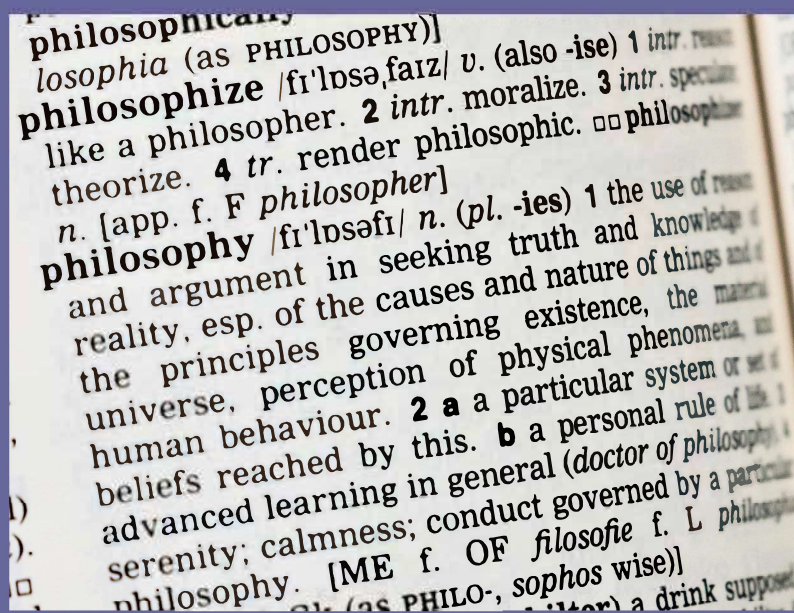 philosophically
losophia (as PHILOSOPHY)]
philosophize /fɪˈlɒsəˌfaɪz/ v. (also -ise) 1 intr. reason
like a philosopher. 2 intr. moralize. 3 intr. speculate
theorize. 4 tr. render philosophic. □□ philosophizer
n. [app. f. F philosopher]
philosophy /fɪˈlɒsəfɪ/ n. (pl. -ies) 1 the use of reason
and argument in seeking truth and knowledge of
reality, esp. of the causes and nature of things and of
the principles governing existence, the material
universe, perception of physical phenomena, and
human behaviour. 2 a a particular system or set of
beliefs reached by this. b a personal rule of life. 3
advanced learning in general (doctor of philosophy). 4
serenity; calmness; conduct governed by a particular
philosophy. [ME f. OF filosofie f. L philosophia
(as PHILO-, sophos wise)]
a drink supposed